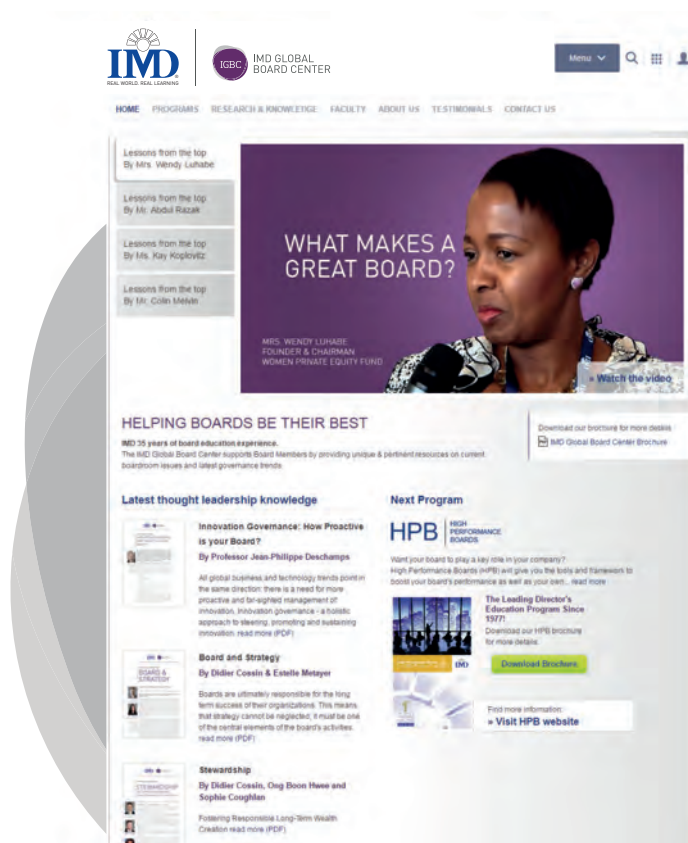 IMD
REAL WORLD. REAL LEARNING
IGBC
IMD GLOBAL
BOARD CENTER
Menu
HOME PROGRAMS RESEARCH & KNOWLEDGE FACULTY ABOUT US TESTIMONIALS CONTACT US
Lessons from the top
By Mrs. Wendy Luhabe
Lessons from the top
By Mr. Abdul Razak
Lessons from the top
By Ms. Kay Koplovitz
Lessons from the top
By Mr. Colin Melvin
WHAT MAKES A
GREAT BOARD?
MRS. WENDY LUHABE
FOUNDER & CHAIRMAN
WOMEN PRIVATE EQUITY FUND
» Watch the video
HELPING BOARDS BE THEIR BEST
IMD 35 years of board education experience.
The IMD Global Board Center supports Board Members by providing unique & pertinent resources on current
boardroom issues and latest governance trends.
Download our brochure for more details
IMD Global Board Center Brochure
Latest thought leadership knowledge
Innovation Governance: How Proactive
is your Board?
By Professor Jean-Philippe Deschamps
All global business and technology trends point in
the same direction: there is a need for more
proactive and far-sighted management of
innovation. Innovation governance - a holistic
approach to steering, promoting and sustaining
innovation. read more (PDF)
BOARD &
STRATEGY
Board and Strategy
By Didier Cossin & Estelle Metayer
Boards are ultimately responsible for the long
term success of their organizations. This means
that strategy cannot be neglected; it must be one
of the central elements of the board's activities.
read more (PDF)
STEWARDSHIP
Stewardship
By Didier Cossin, Ong Boon Hwee and
Sophie Coughlan
Fostering Responsible Long-Term Wealth
Creation read more (PDF)
Next Program
HPB
HIGH
PERFORMANCE
BOARDS
Want your board to play a key role in your company?
High Performance Boards (HPB) will give you the tools and framework to
boost your board's performance as well as your own... read more
IMD
The Leading Director's
Education Program Since
1977!
Download our HPB brochure
for more details.
Download Brochure
Find more information:
» Visit HPB website